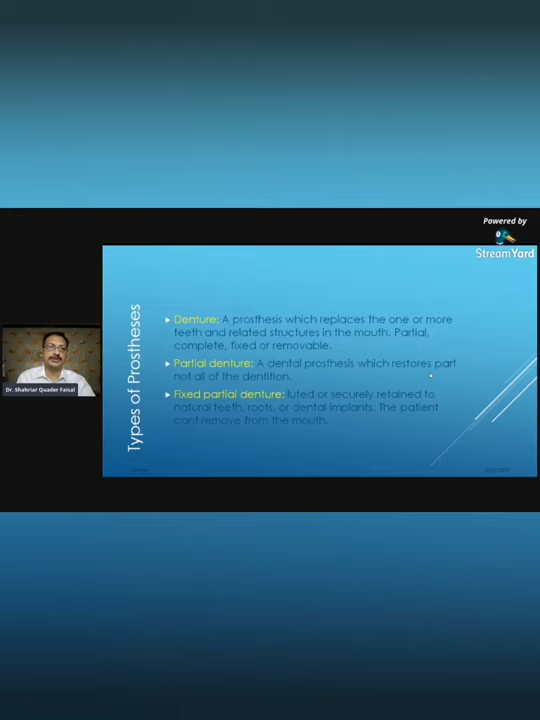 Powered by
StreamYard
Types of Prostheses
Denture: A prosthesis which replaces the one or more
teeth and related structures in the mouth. Partial,
complete, fixed or removable.
Partial denture: A dental prosthesis which restores part
not all of the dentition.
Fixed partial denture: luted or securely retained to
natural teeth, roots, or dental implants. The patient
cant remove from the mouth.
Dr. Shahriar Quader Faisal